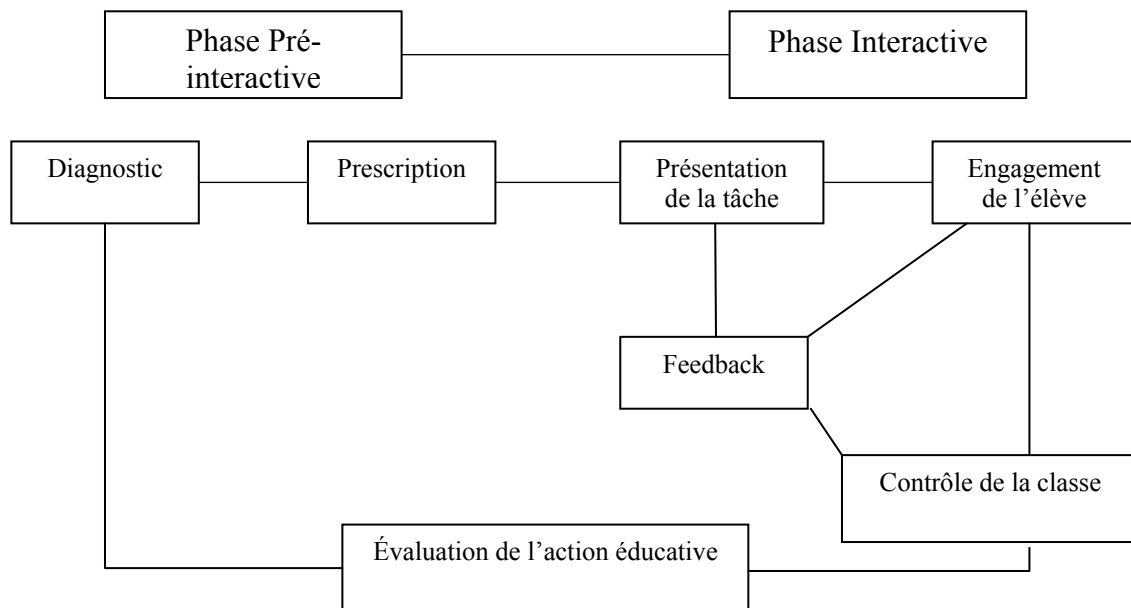 Phase Pré-
interactive
Phase Interactive
Diagnostic
Prescription
Présentation
de la tâche
Engagement
de l'élève
Feedback
Contrôle de la classe
Évaluation de l'action éducative